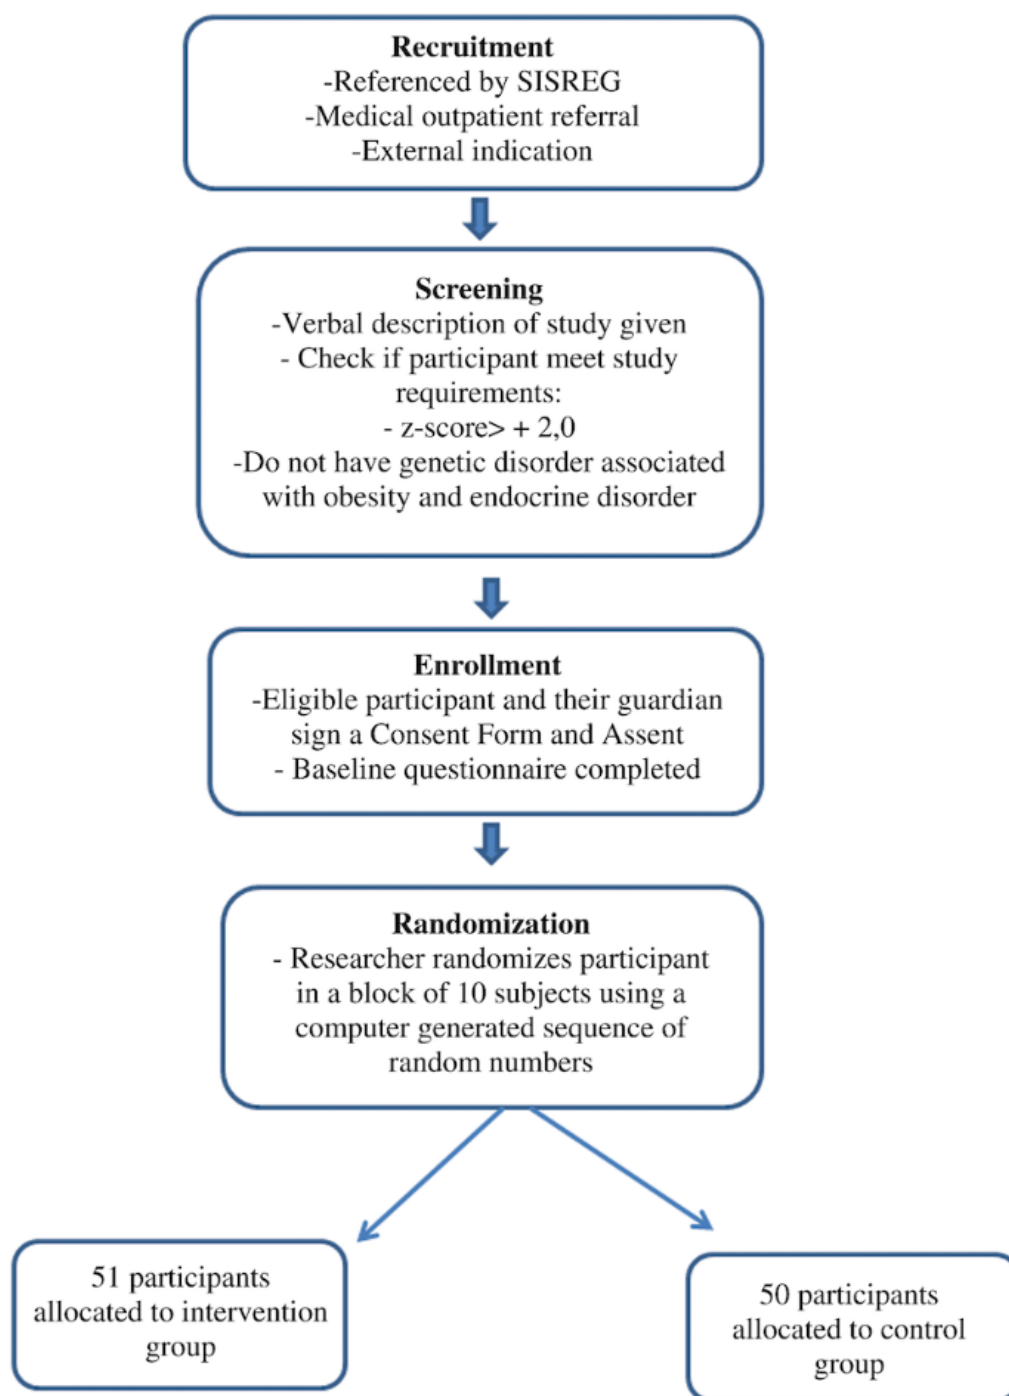 Recruitment
-Referenced by SISREG
-Medical outpatient referral
-External indication
Screening
-Verbal description of study given
- Check if participant meet study
requirements:
- z-score> + 2,0
-Do not have genetic disorder associated
with obesity and endocrine disorder
Enrollment
-Eligible participant and their guardian
sign a Consent Form and Assent
- Baseline questionnaire completed
Randomization
- Researcher randomizes participant
in a block of 10 subjects using a
computer generated sequence of
random numbers
51 participants
allocated to intervention
group
50 participants
allocated to control
group